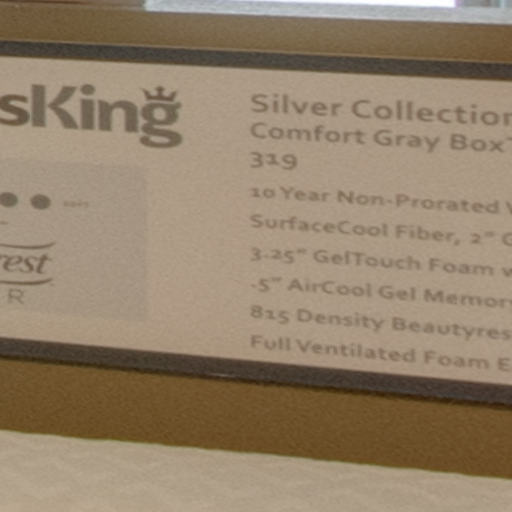 sKing
rest
R
Silver Collection
Comfort Gray Box
319
10 Year Non-Prorated
SurfaceCool Fiber, 2"
3.25" GelTouch Foam
.5" AirCool Gel Memory
815 Density Beautyres
Full Ventilated Foam E